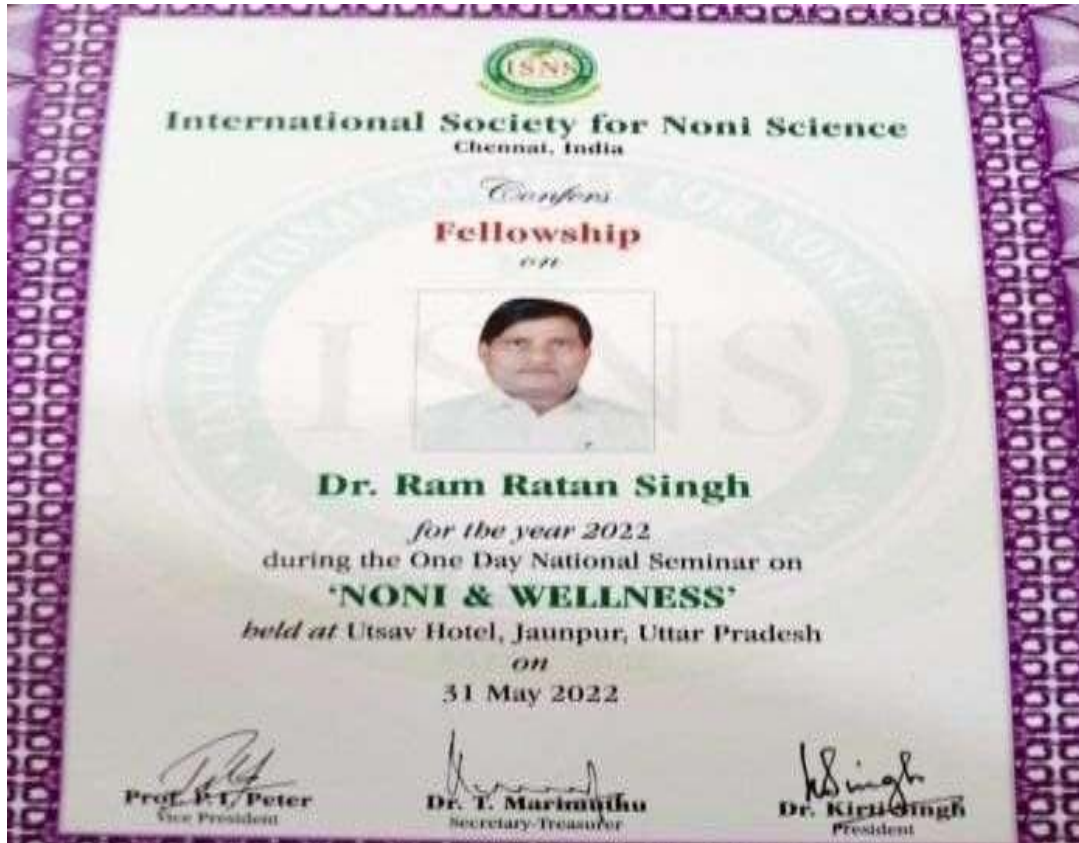 ISNS
International Society for Noni Science
Chennai, India
Confers
Fellowship
on
Dr. Ram Ratan Singh
for the year 2022
during the One Day National Seminar on
‘NONI & WELLNESS’
held at Utsav Hotel, Jaunpur, Uttar Pradesh
on
31 May 2022
Prof. P.I. Peter
Vice President
Dr. T. Marimuthu
Secretary-Treasurer
KSingh
Dr. Kirti Singh
President